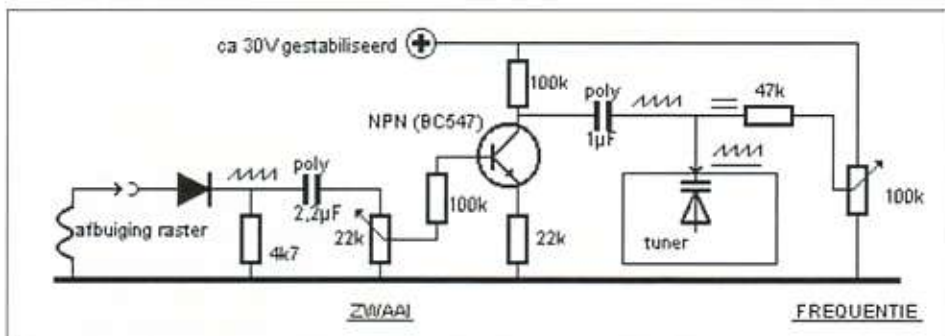 ca 30V gestabiliseerd
100k
poly
47k
NPN (BC547)
1µF
poly
100k
2,2µF
100k
afbuiging raster
22k
22k
tuner
4k7
ZWAAI
FREQUENTIE